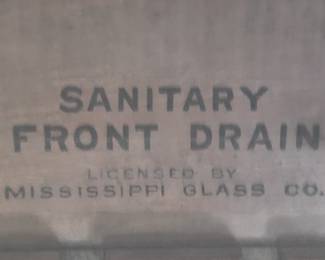 SANITARY
FRONT DRAIN
LICENSED BY
MISSISSIPPI GLASS CO.